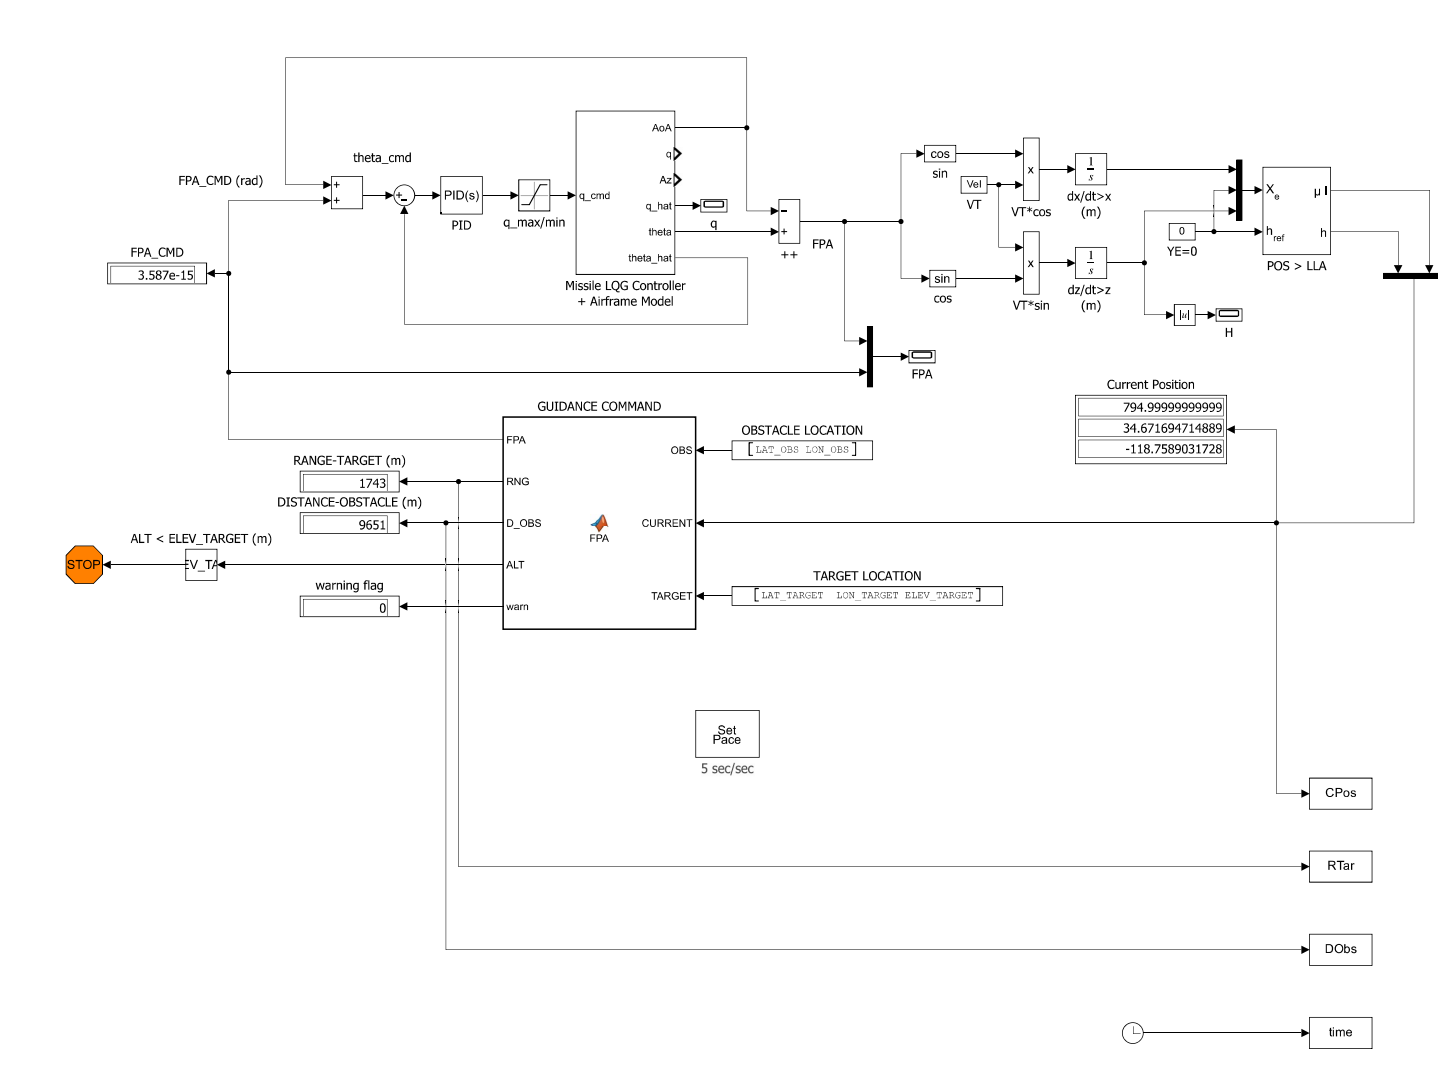 AoA
theta_cmd
q
FPA_CMD (rad)
Az
cos
sin
+
+
+
−
PID(s)
q_cmd
q_hat
−
+
Vel
x
1
s
X e
μ l
PID
q_max/min
q
theta
FPA
VT
VT*cos
dx/dt>x
(m)
0
h ref
h
FPA_CMD
theta_hat
++
YE=0
POS > LLA
3.587e-15
Missile LQG Controller
+ Airframe Model
sin
cos
x
VT*sin
1
s
dz/dt>z
(m)
|u|
H
FPA
Current Position
GUIDANCE COMMAND
794.99999999999
34.671694714889
-118.7589031728
FPA
OBSTACLE LOCATION
OBS
[LAT_OBS LON_OBS]
RANGE-TARGET (m)
1743
RNG
DISTANCE-OBSTACLE (m)
9651
D_OBS
FPA
CURRENT
ALT < ELEV_TARGET (m)
STOP
EV_TA
ALT
TARGET LOCATION
warning flag
0
warn
TARGET
[LAT_TARGET LON_TARGET ELEV_TARGET]
Set
Pace
5 sec/sec
CPos
RTar
DObs
time